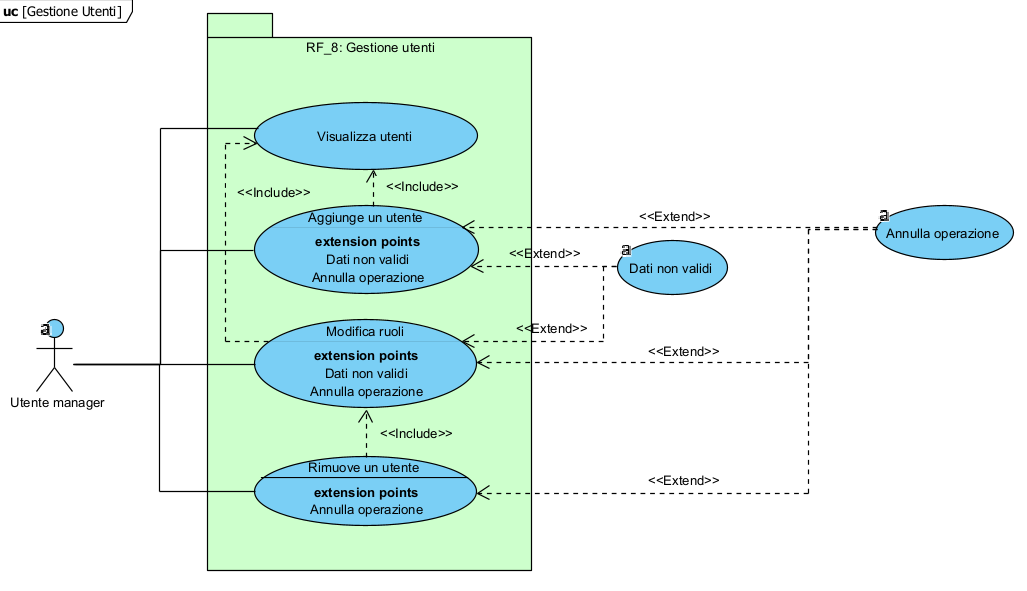 uc [Gestione Utenti]
RF_8: Gestione utenti
Visualizza utenti
<<Include>>
<<Include>>
Aggiunge un utente
extension points
Dati non validi
Annulla operazione
<<Extend>>
a
Annulla operazione
<<Extend>>
a
Dati non validi
<<Extend>>
Modifica ruoli
extension points
Dati non validi
Annulla operazione
<<Extend>>
a
Utente manager
<<Include>>
Rimuove un utente
extension points
Annulla operazione
<<Extend>>